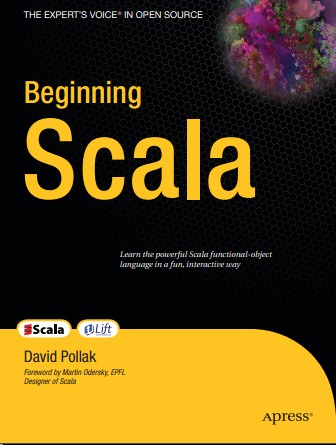 THE EXPERT'S VOICE® IN OPEN SOURCE
Beginning
Scala
Learn the powerful Scala functional-object
language in a fun, interactive way
Scala
Lift
David Pollak
Foreword by Martin Odersky, EPFL
Designer of Scala
Apress®